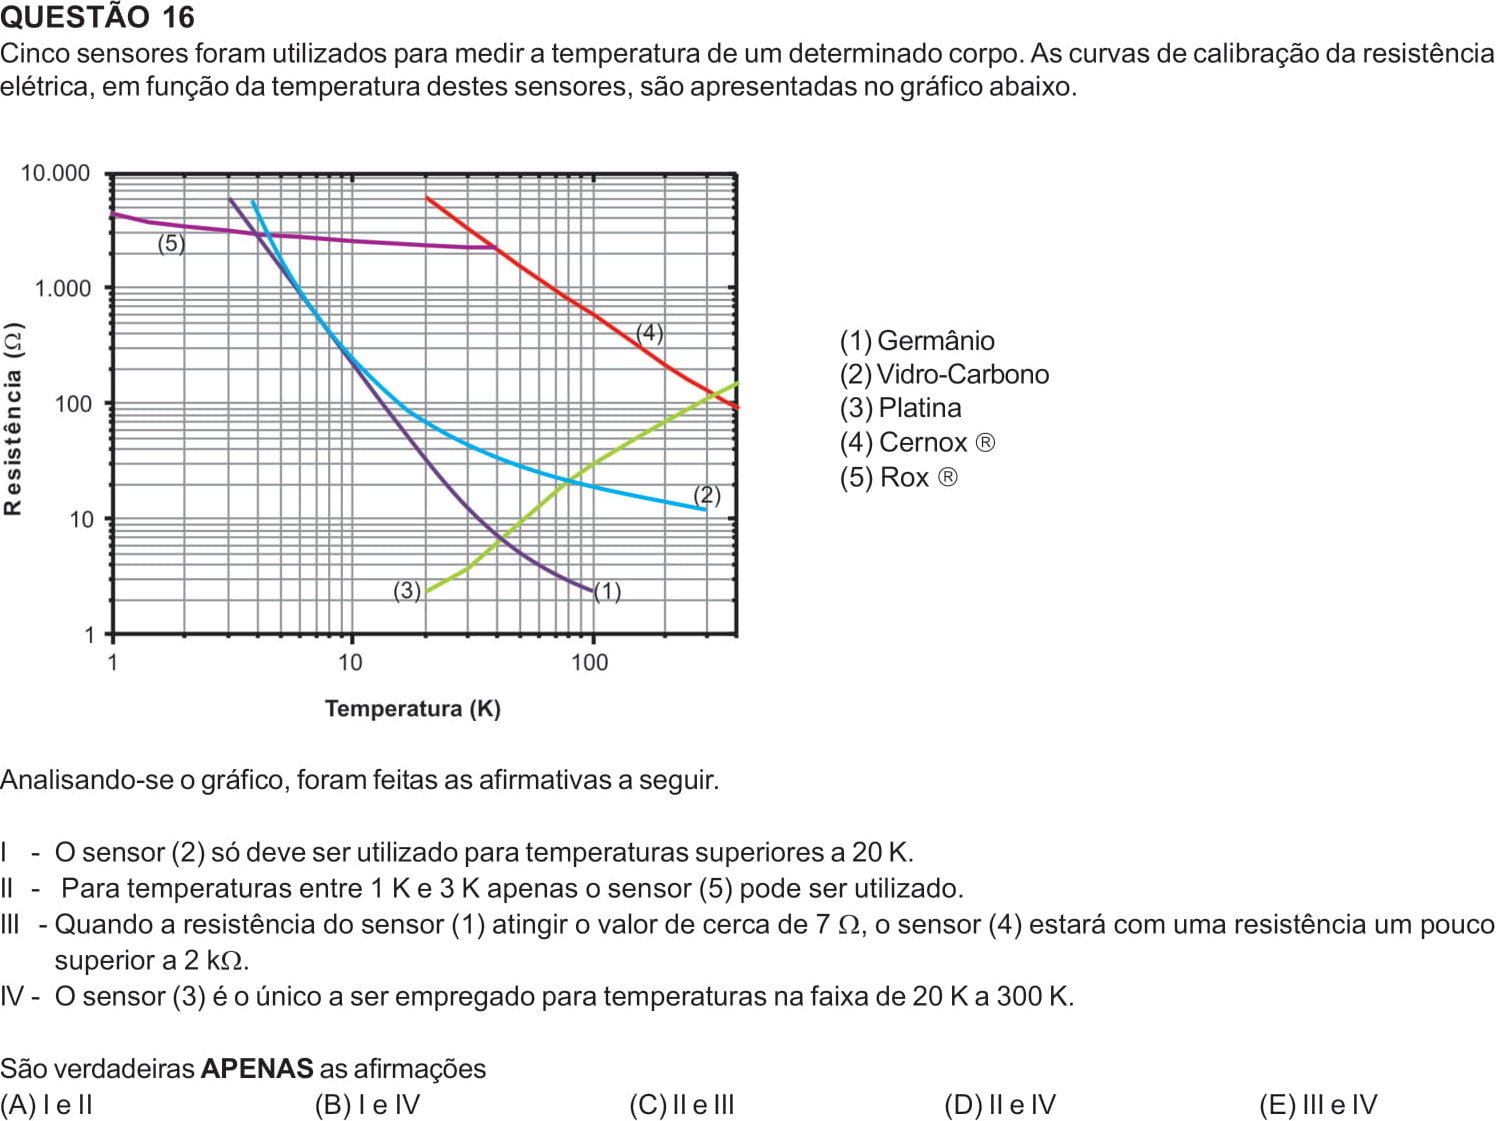 QUESTÃO 16
Cinco sensores foram utilizados para medir a temperatura de um determinado corpo. As curvas de calibração da resistência
elétrica, em função da temperatura destes sensores, são apresentadas no gráfico abaixo.
10.000
1.000
100
10
1
Resistência (Ω)
(5)
(4)
(2)
(3)
(1)
1
10
100
Temperatura (K)
(1) Germânio
(2) Vidro-Carbono
(3) Platina
(4) Cernox ®
(5) Rox ®
Analisando-se o gráfico, foram feitas as afirmativas a seguir.
I - O sensor (2) só deve ser utilizado para temperaturas superiores a 20 K.
II - Para temperaturas entre 1 K e 3 K apenas o sensor (5) pode ser utilizado.
III - Quando a resistência do sensor (1) atingir o valor de cerca de 7 Ω, o sensor (4) estará com uma resistência um pouco
superior a 2 kΩ.
IV - O sensor (3) é o único a ser empregado para temperaturas na faixa de 20 K a 300 K.
São verdadeiras APENAS as afirmações
(A) I e II (B) I e IV (C) II e III (D) II e IV (E) III e IV